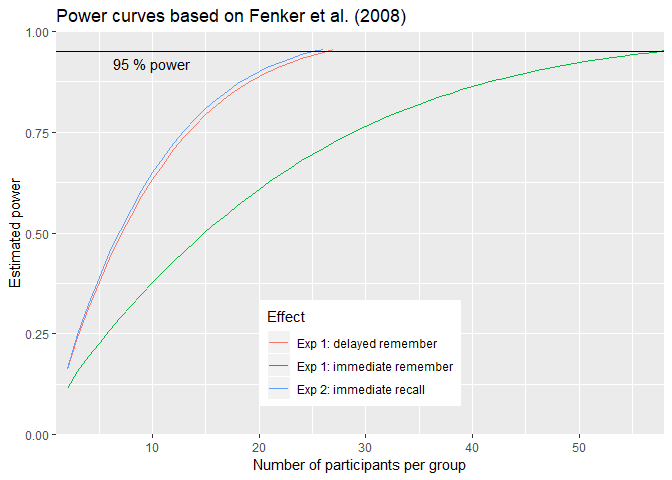 Power curves based on Fenker et al. (2008)
1.00
95 % power
0.75
0.50
0.25
0.00
Estimated power
Effect
Exp 1: delayed remember
Exp 1: immediate remember
Exp 2: immediate recall
10 20 30 40 50
Number of participants per group